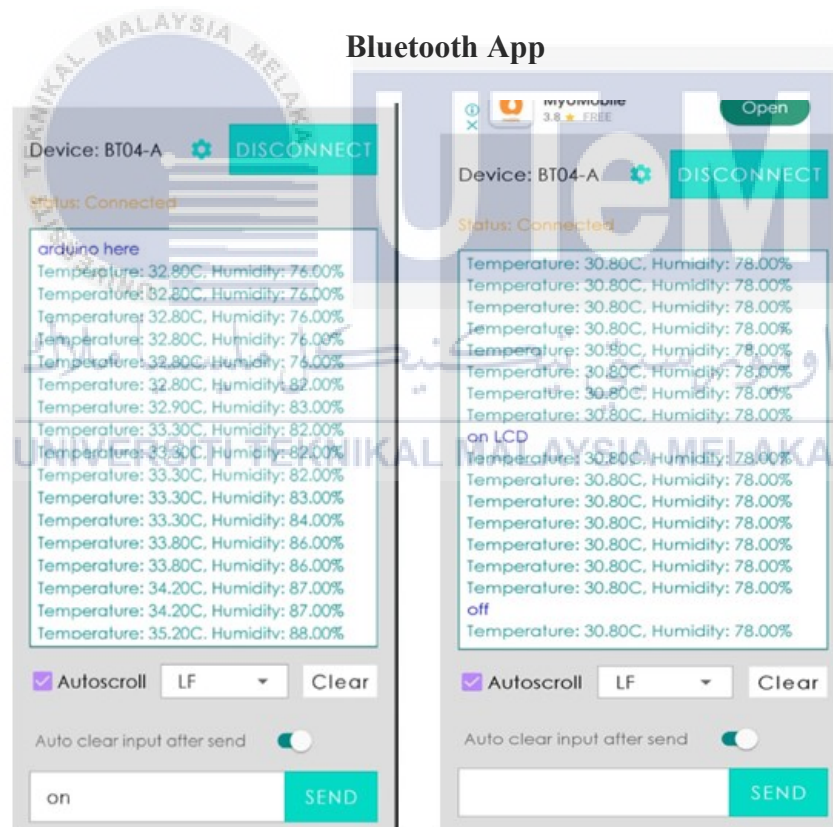 Bluetooth App
Device: BT04-A
DISCONNECT
Status: Connected
arduino here
Temperature: 32.80C, Humidity: 76.00%
Temperature: 32.80C, Humidity: 76.00%
Temperature: 32.80C, Humidity: 76.00%
Temperature: 32.80C, Humidity: 76.00%
Temperature: 32.80C, Humidity: 76.00%
Temperature: 32.80C, Humidity: 82.00%
Temperature: 32.90C, Humidity: 83.00%
Temperature: 33.30C, Humidity: 82.00%
Temperature: 33.30C, Humidity: 82.00%
Temperature: 33.30C, Humidity: 82.00%
Temperature: 33.30C, Humidity: 83.00%
Temperature: 33.30C, Humidity: 84.00%
Temperature: 33.80C, Humidity: 86.00%
Temperature: 33.80C, Humidity: 86.00%
Temperature: 34.20C, Humidity: 87.00%
Temperature: 34.20C, Humidity: 87.00%
Temperature: 35.20C, Humidity: 88.00%
Autoscroll LF Clear
Auto clear input after send
on SEND
MyUMobile
3.8 ★ FREE
Open
Device: BT04-A
DISCONNECT
Status: Connected
Temperature: 30.80C, Humidity: 78.00%
Temperature: 30.80C, Humidity: 78.00%
Temperature: 30.80C, Humidity: 78.00%
Temperature: 30.80C, Humidity: 78.00%
Temperature: 30.80C, Humidity: 78.00%
Temperature: 30.80C, Humidity: 78.00%
Temperature: 30.80C, Humidity: 78.00%
Temperature: 30.80C, Humidity: 78.00%
on LCD
Temperature: 30.80C, Humidity: 78.00%
Temperature: 30.80C, Humidity: 78.00%
Temperature: 30.80C, Humidity: 78.00%
Temperature: 30.80C, Humidity: 78.00%
Temperature: 30.80C, Humidity: 78.00%
Temperature: 30.80C, Humidity: 78.00%
Temperature: 30.80C, Humidity: 78.00%
off
Temperature: 30.80C, Humidity: 78.00%
Autoscroll LF Clear
Auto clear input after send
SEND
UTeM
UNIVERSITI TEKNIKAL MALAYSIA MELAKA